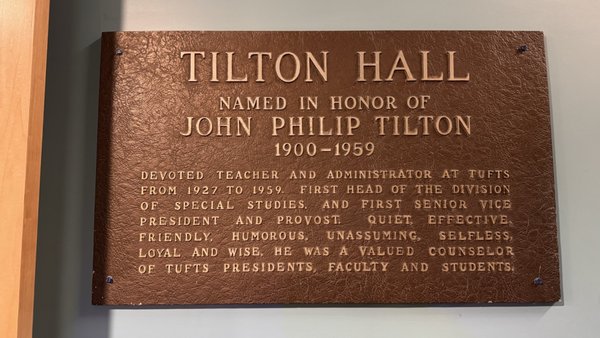 TILTON HALL
NAMED IN HONOR OF
JOHN PHILIP TILTON
1900-1959
DEVOTED TEACHER AND ADMINISTRATOR AT TUFTS
FROM 1927 TO 1959. FIRST HEAD OF THE DIVISION
OF SPECIAL STUDIES, AND FIRST SENIOR VICE
PRESIDENT AND PROVOST. QUIET, EFFECTIVE,
FRIENDLY, HUMOROUS, UNASSUMING, SELFLESS,
LOYAL AND WISE, HE WAS A VALUED COUNSELOR
OF TUFTS PRESIDENTS, FACULTY AND STUDENTS.